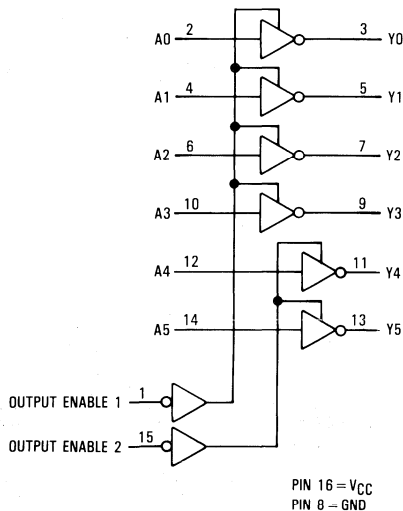 A0 2 3 Y0
A1 4 5 Y1
A2 6 7 Y2
A3 10 9 Y3
A4 12 11 Y4
A5 14 13 Y5
OUTPUT ENABLE 1 1
OUTPUT ENABLE 2 15
PIN 16 = VCC
PIN 8 = GND